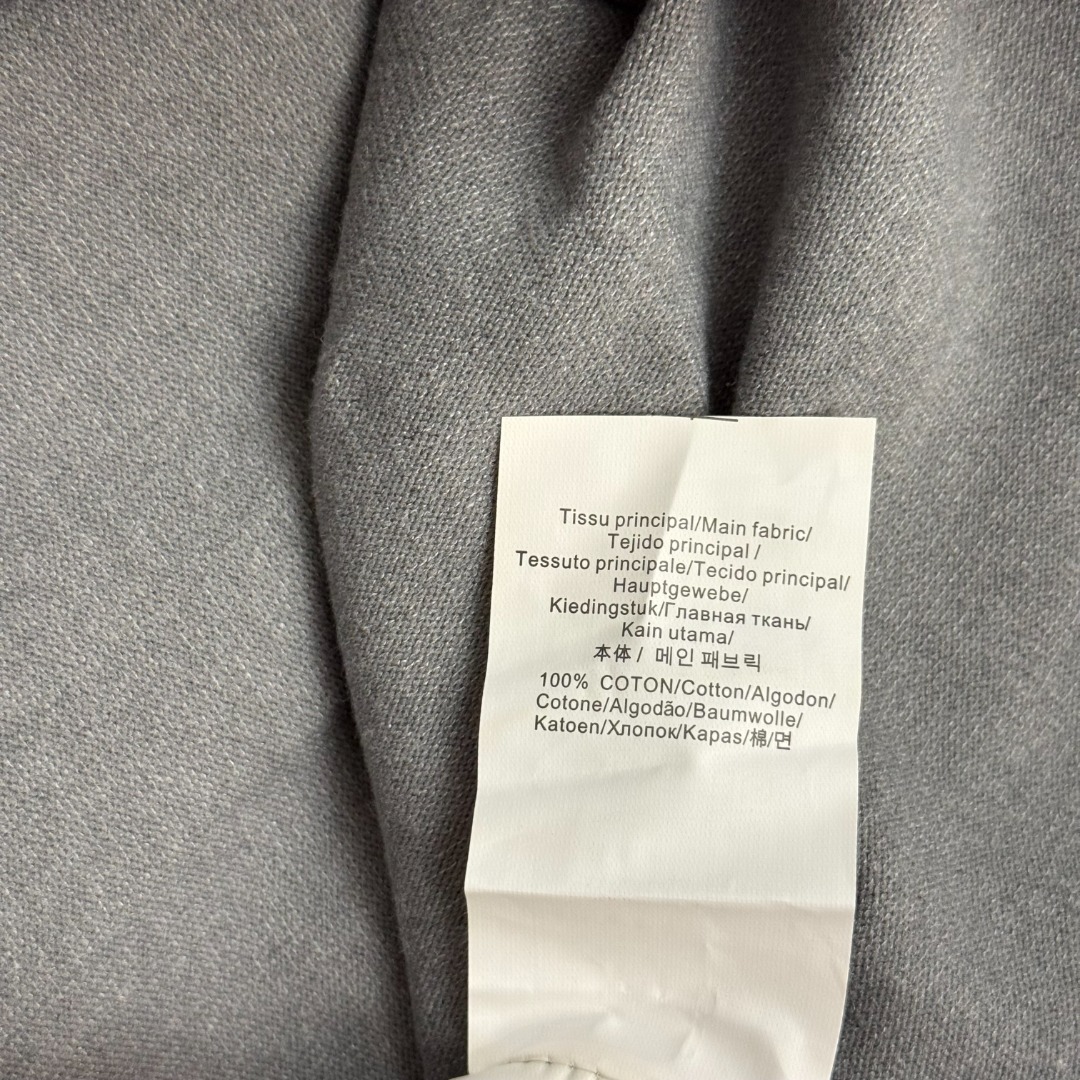 Tissu principal/Main fabric/
Tejido principal /
Tessuto principale/Tecido principal/
Hauptgewebe/
Kiedingstuk/Главная ткань/
Kain utama/
本体 / 메인 패브릭
100% COTON/Cotton/Algodon/
Cotone/Algodão/Baumwolle/
Katoen/Хлопок/Kapas/棉/면